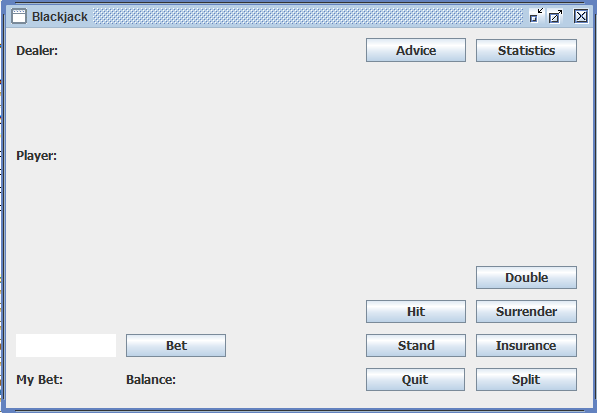 Blackjack
Dealer: Advice Statistics
Player:
Double
Hit Surrender
Bet Stand Insurance
My Bet: Balance: Quit Split